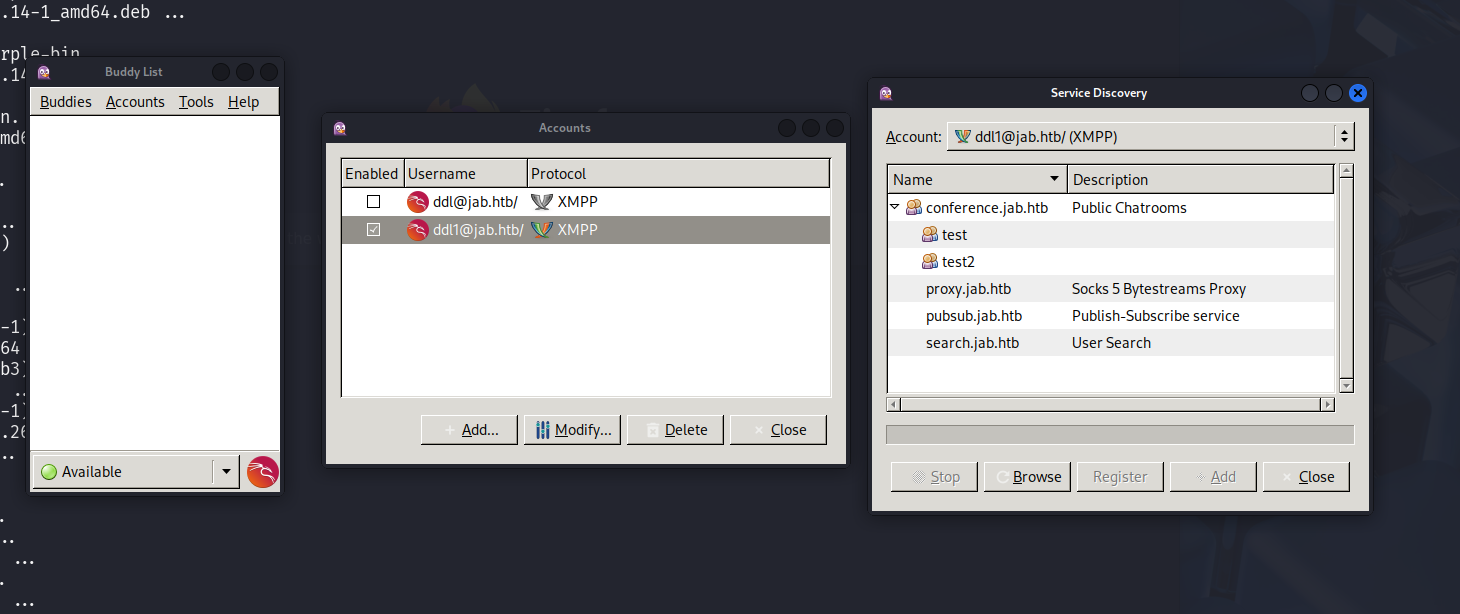 .14-1_amd64.deb ...
rple-bin
.14
n.
md6
.
..
)
..
-1)
64
b3)
..
-1)
.26
..
.
..
...
.
...
Buddy List
Buddies Accounts Tools Help
Available
Accounts
Enabled Username Protocol
ddl@jab.htb/ XMPP
ddl1@jab.htb/ XMPP
Add... Modify... Delete Close
Service Discovery
Account: ddl1@jab.htb/ (XMPP)
Name Description
conference.jab.htb Public Chatrooms
test
test2
proxy.jab.htb Socks 5 Bytestreams Proxy
pubsub.jab.htb Publish-Subscribe service
search.jab.htb User Search
Stop Browse Register Add Close